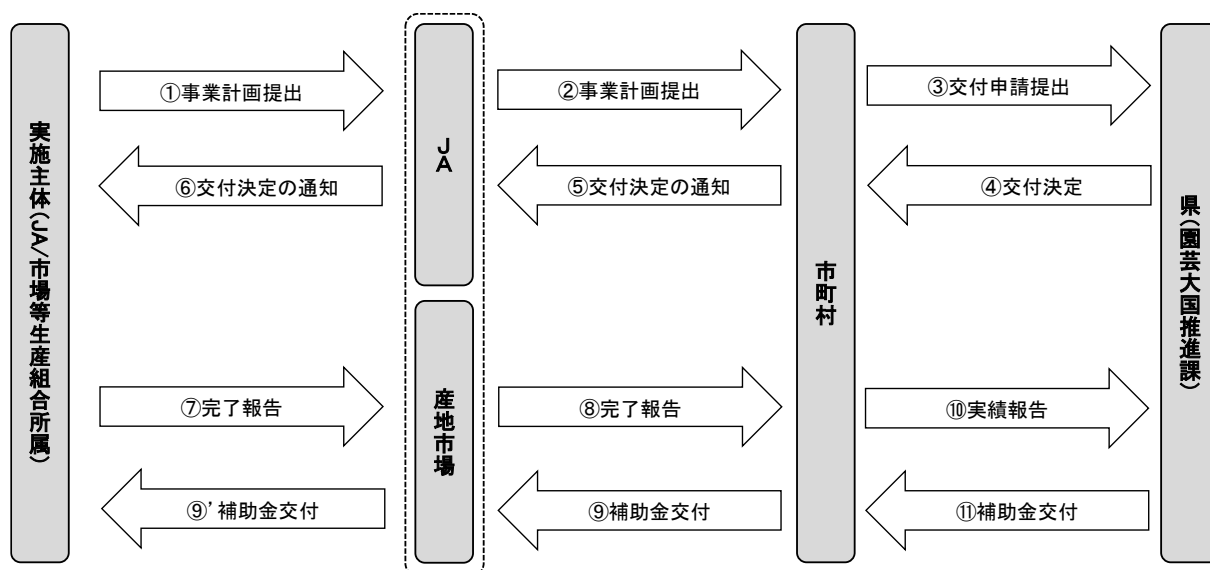 実施主体(JA/市場等生産組合所属)
①事業計画提出
⑥交付決定の通知
⑦完了報告
⑨’補助金交付
JA
産地市場
②事業計画提出
⑤交付決定の通知
⑧完了報告
⑨補助金交付
市町村
③交付申請提出
④交付決定
⑩実績報告
⑪補助金交付
県(園芸大国推進課)